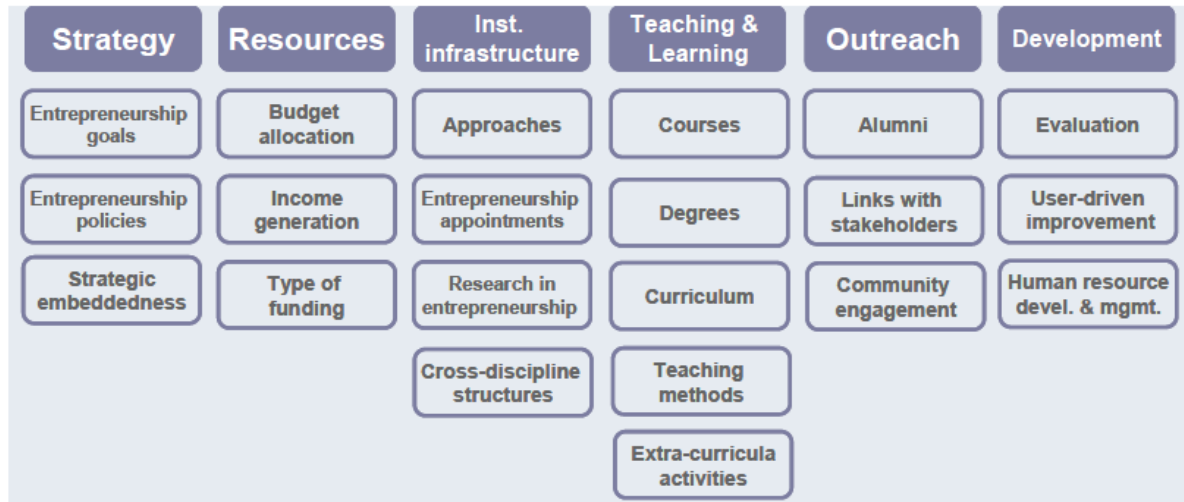 Strategy
Entrepreneurship
goals
Entrepreneurship
policies
Strategic
embeddedness
Resources
Budget
allocation
Income
generation
Type of
funding
Inst.
infrastructure
Approaches
Entrepreneurship
appointments
Research in
entrepreneurship
Cross-discipline
structures
Teaching &
Learning
Courses
Degrees
Curriculum
Teaching
methods
Extra-curricula
activities
Outreach
Alumni
Links with
stakeholders
Community
engagement
Development
Evaluation
User-driven
improvement
Human resource
devel. & mgmt.